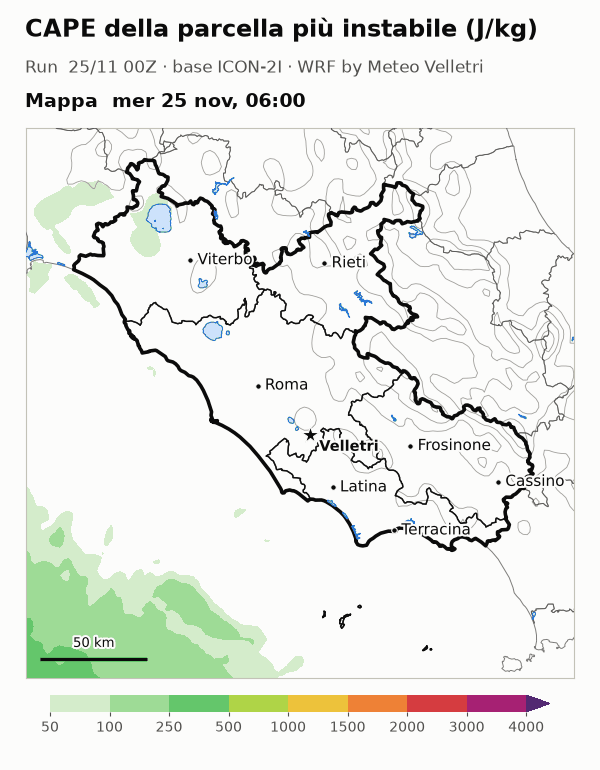 CAPE della parcella più instabile (J/kg)
Run  25/11 00Z · base ICON-2I · WRF by Meteo Velletri
Mappa  mer 25 nov, 06:00
Viterbo
Rieti
Roma
Velletri
Frosinone
Cassino
Latina
Terracina
50 km
50 100 250 500 1000 1500 2000 3000 4000